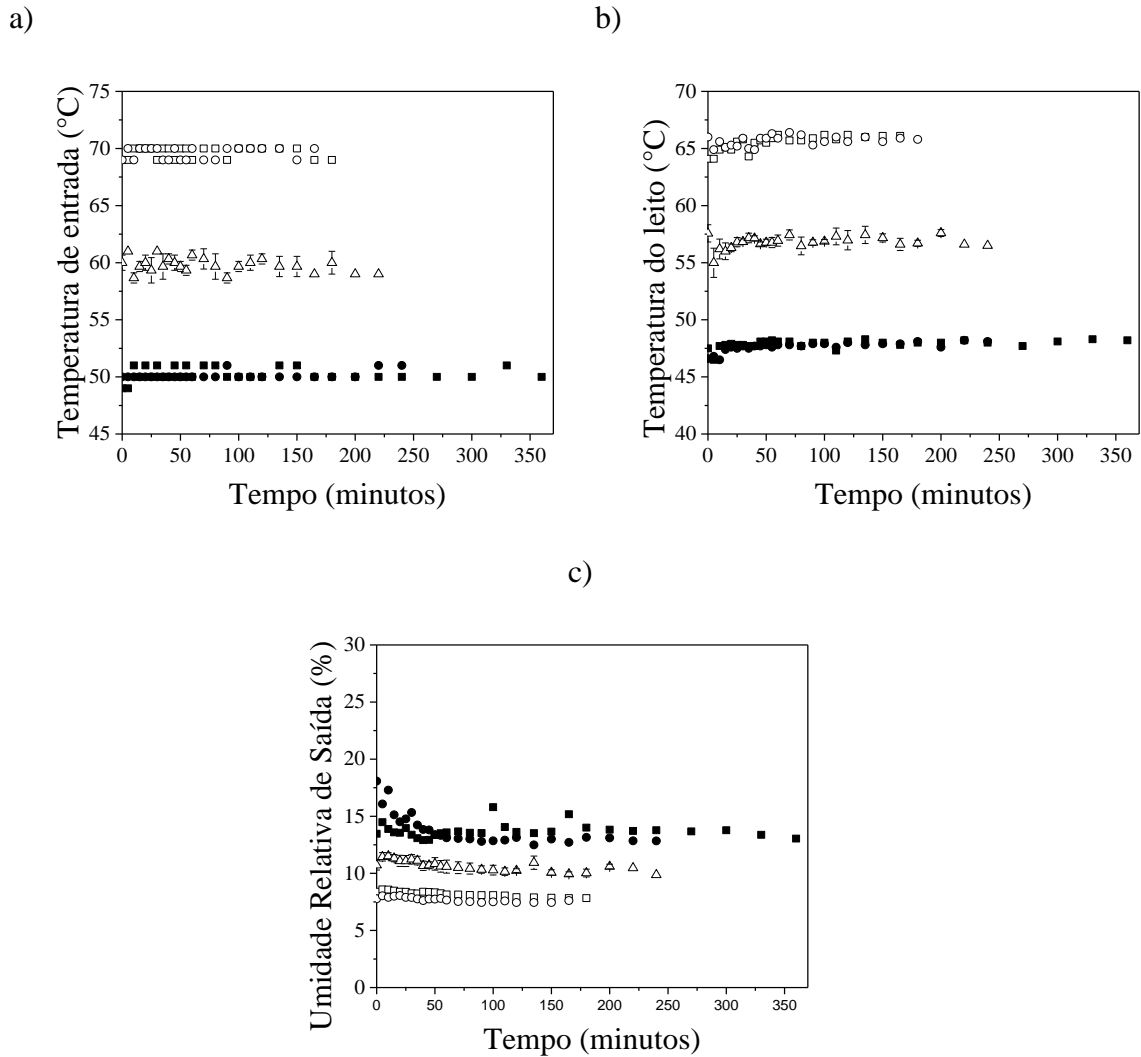 a)
b)
75
70
65
60
55
50
45
0 50 100 150 200 250 300 350
Temperatura de entrada (°C)
Tempo (minutos)
70
65
60
55
50
45
40
0 50 100 150 200 250 300 350
Temperatura do leito (°C)
Tempo (minutos)
c)
30
25
20
15
10
5
0
0 50 100 150 200 250 300 350
Umidade Relativa de Saída (%)
Tempo (minutos)